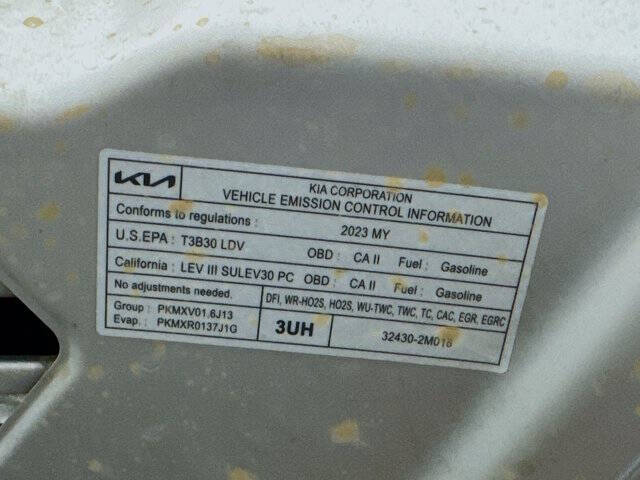 KIA
KIA CORPORATION
VEHICLE EMISSION CONTROL INFORMATION
Conforms to regulations : 2023 MY
U.S.EPA : T3B30 LDV OBD : CA II Fuel : Gasoline
California : LEV III SULEV30 PC OBD : CA II Fuel : Gasoline
No adjustments needed.
DFI, WR-HO2S, HO2S, WU-TWC, TWC, TC, CAC, EGR, EGRC
Group : PKMXV01.6J13
Evap. : PKMXR0137J1G
3UH
32430-2M018